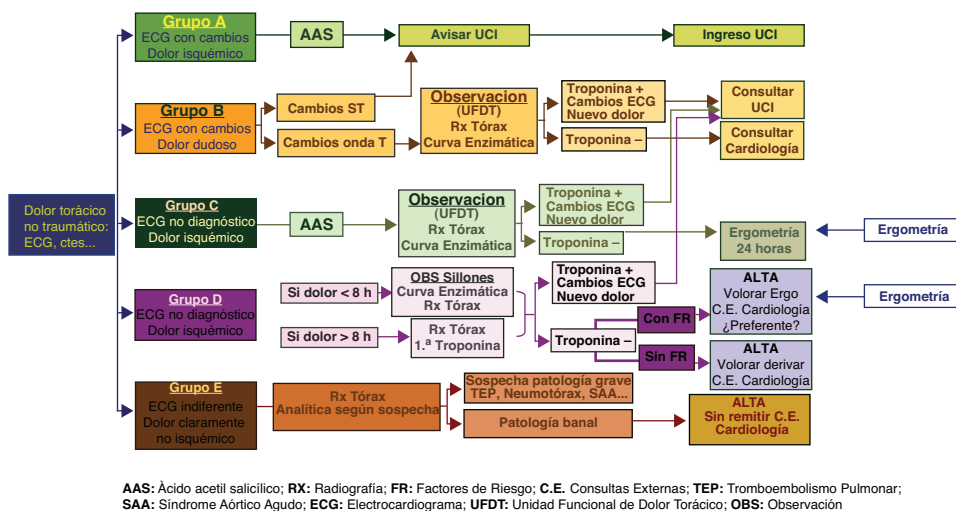 Dolor torácico
no traumático:
ECG, ctes...
Grupo A
ECG con cambios
Dolor isquémico
AAS
Avisar UCI
Ingreso UCI
Grupo B
ECG con cambios
Dolor dudoso
Cambios ST
Cambios onda T
Observacion
(UFDT)
Rx Tórax
Curva Enzimática
Troponina +
Cambios ECG
Nuevo dolor
Troponina –
Consultar
UCI
Consultar
Cardiología
Grupo C
ECG no diagnóstico
Dolor isquémico
AAS
Observacion
(UFDT)
Rx Tórax
Curva Enzimática
Troponina +
Cambios ECG
Nuevo dolor
Troponina –
Ergometría
24 horas
Ergometría
Grupo D
ECG no diagnóstico
Dolor isquémico
Si dolor < 8 h
Si dolor > 8 h
OBS Sillones
Curva Enzimática
Rx Tórax
Rx Tórax
1.ª Troponina
Troponina +
Cambios ECG
Nuevo dolor
Troponina –
Con FR
Sin FR
ALTA
Volorar Ergo
C.E. Cardiología
¿Preferente?
Ergometría
ALTA
Volorar derivar
C.E. Cardiología
Grupo E
ECG indiferente
Dolor claramente
no isquémico
Rx Tórax
Analítica según sospecha
Sospecha patología grave
TEP, Neumotórax, SAA...
Patología banal
ALTA
Sin remitir C.E.
Cardiología
AAS: Àcido acetil salicílico; RX: Radiografía; FR: Factores de Riesgo; C.E. Consultas Externas; TEP: Tromboembolismo Pulmonar;
SAA: Síndrome Aórtico Agudo; ECG: Electrocardiograma; UFDT: Unidad Funcional de Dolor Torácico; OBS: Observación